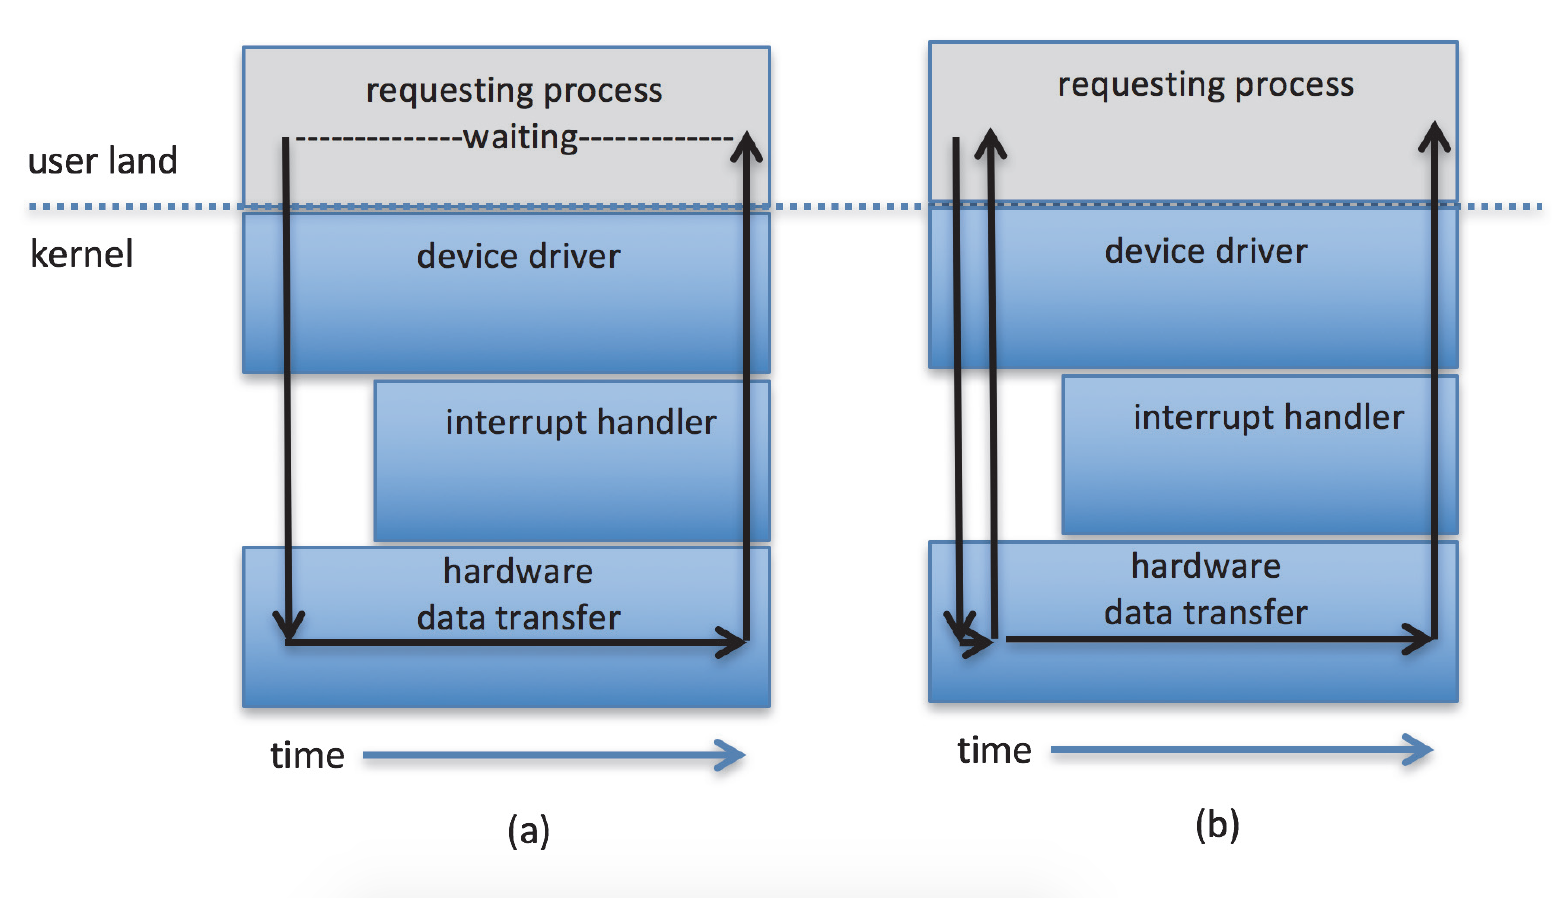 requesting process
waiting
user land
kernel
device driver
interrupt handler
hardware
data transfer
time
(a)
requesting process
device driver
interrupt handler
hardware
data transfer
time
(b)